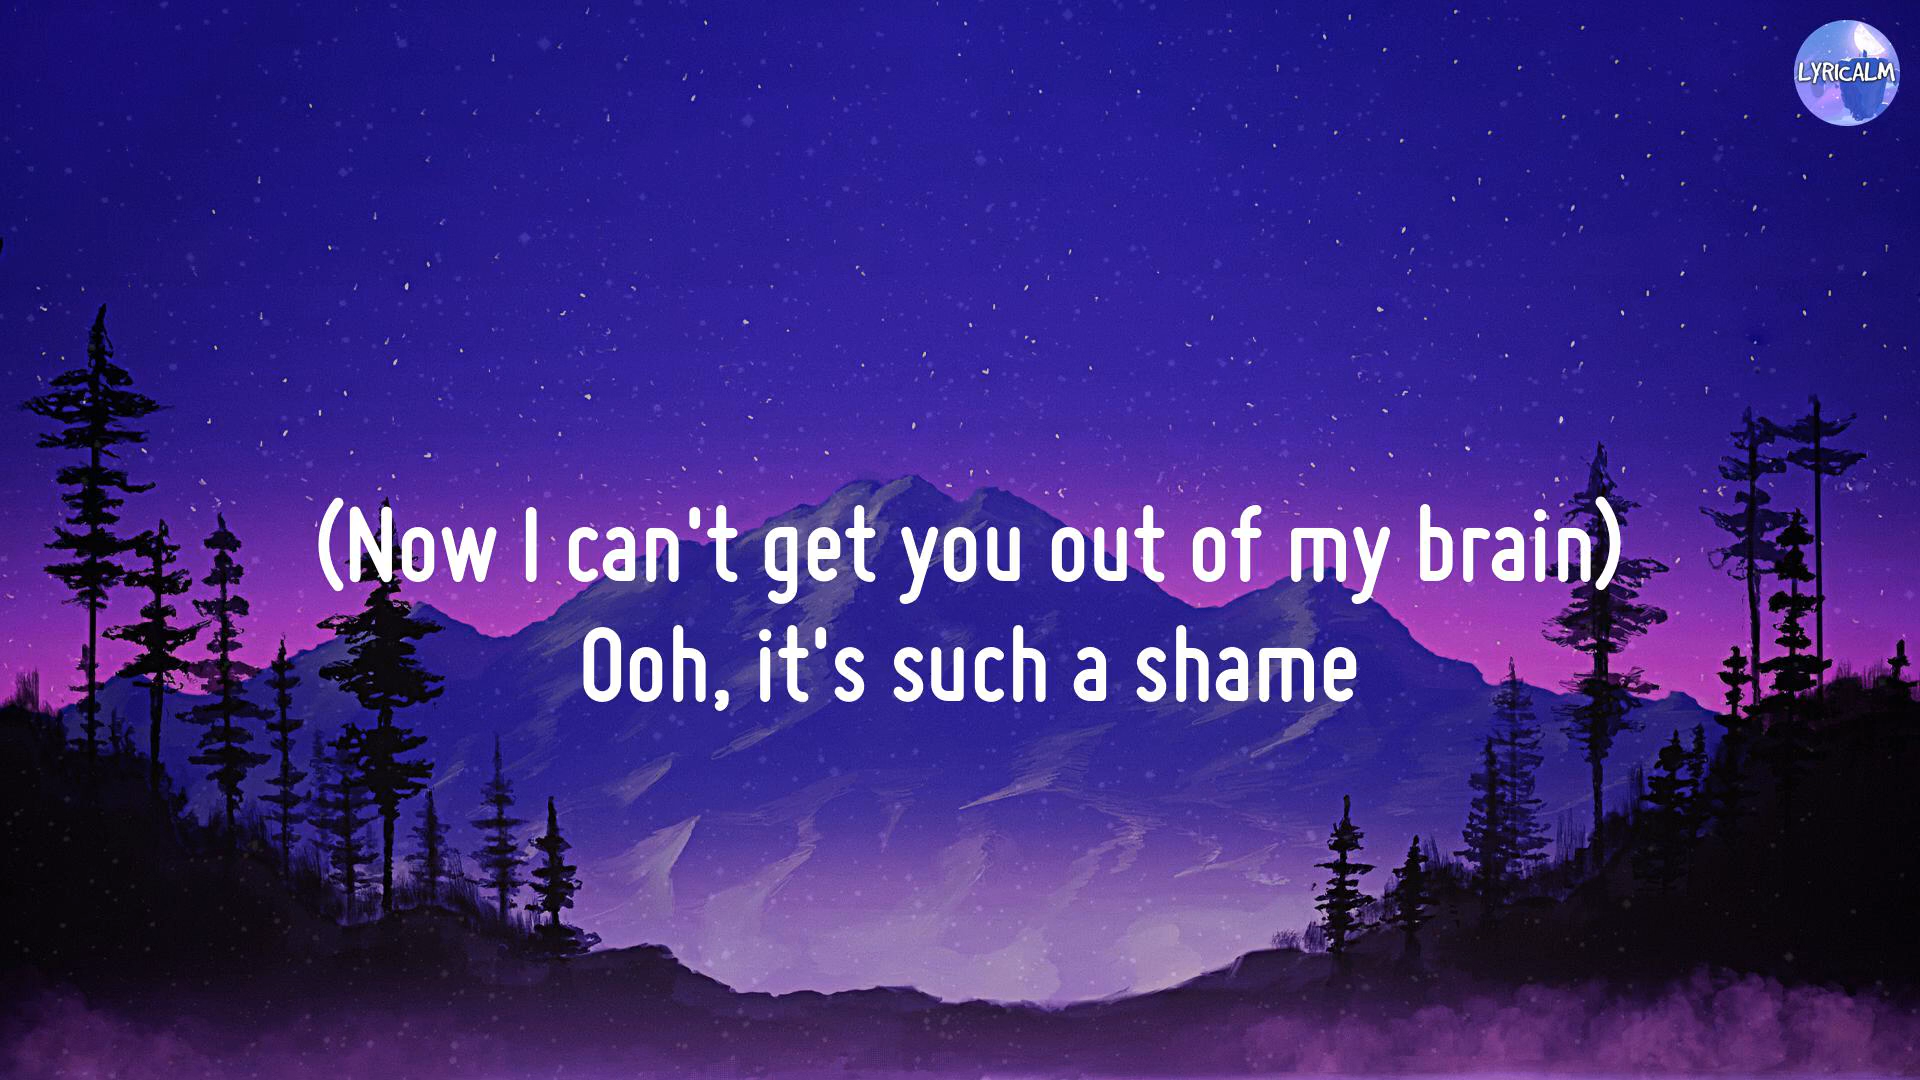 LYRICALM
(Now I can't get you out of my brain)
Ooh, it's such a shame